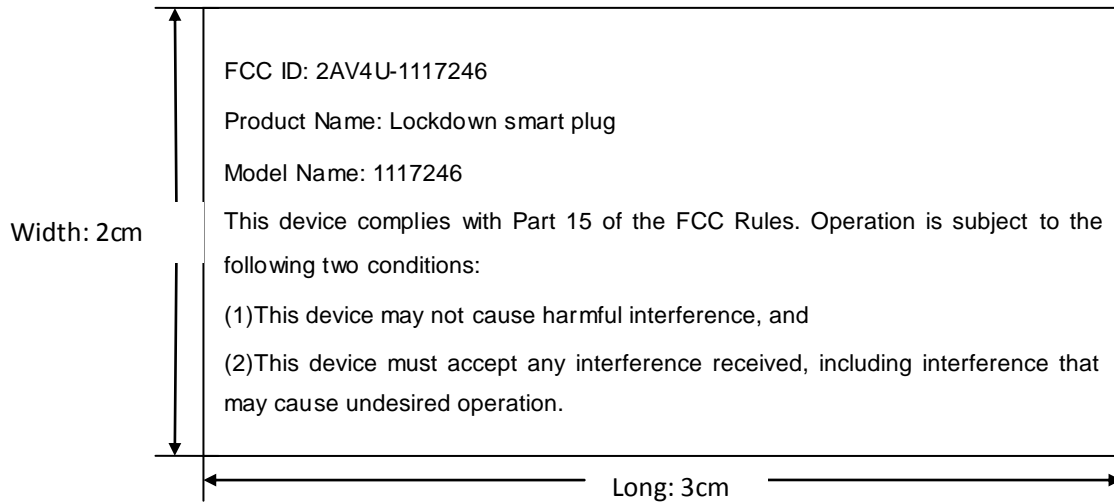 FCC ID: 2AV4U-1117246
Product Name: Lockdown smart plug
Model Name: 1117246
Width: 2cm
This device complies with Part 15 of the FCC Rules. Operation is subject to the
following two conditions:
(1)This device may not cause harmful interference, and
(2)This device must accept any interference received, including interference that
may cause undesired operation.
Long: 3cm